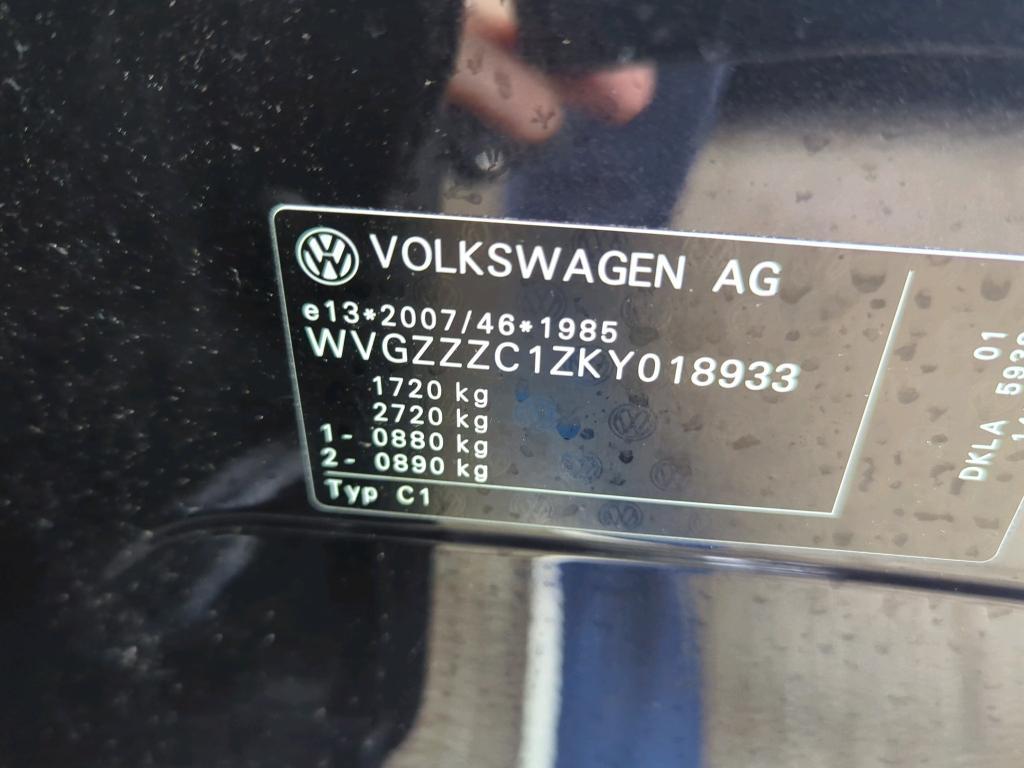 VOLKSWAGEN AG
e13*2007/46*1985
WVGZZZC1ZKY018933
1720 kg
2720 kg
1- 0880 kg
2- 0890 kg
Typ C1
01
DKLA